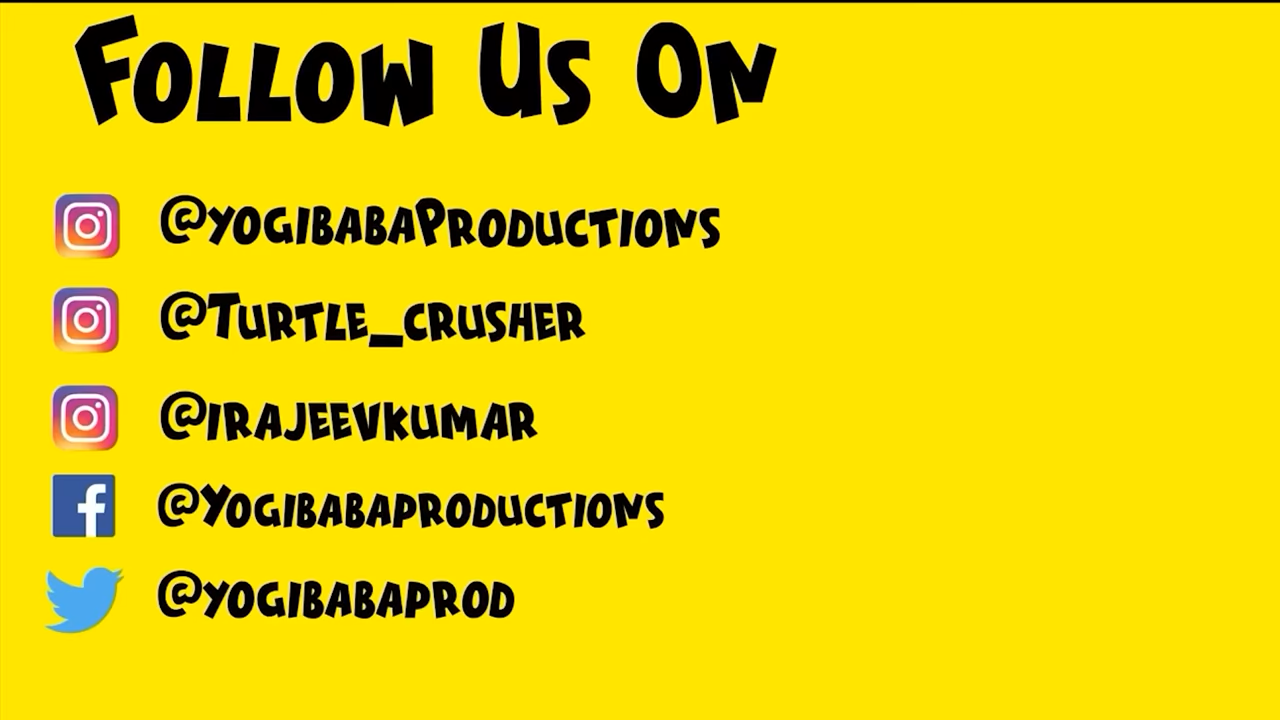 Follow Us On
@yogibabaProductions
@Turtle_crusher
@irajeevkumar
@Yogibabaproductions
@yogibabaprod